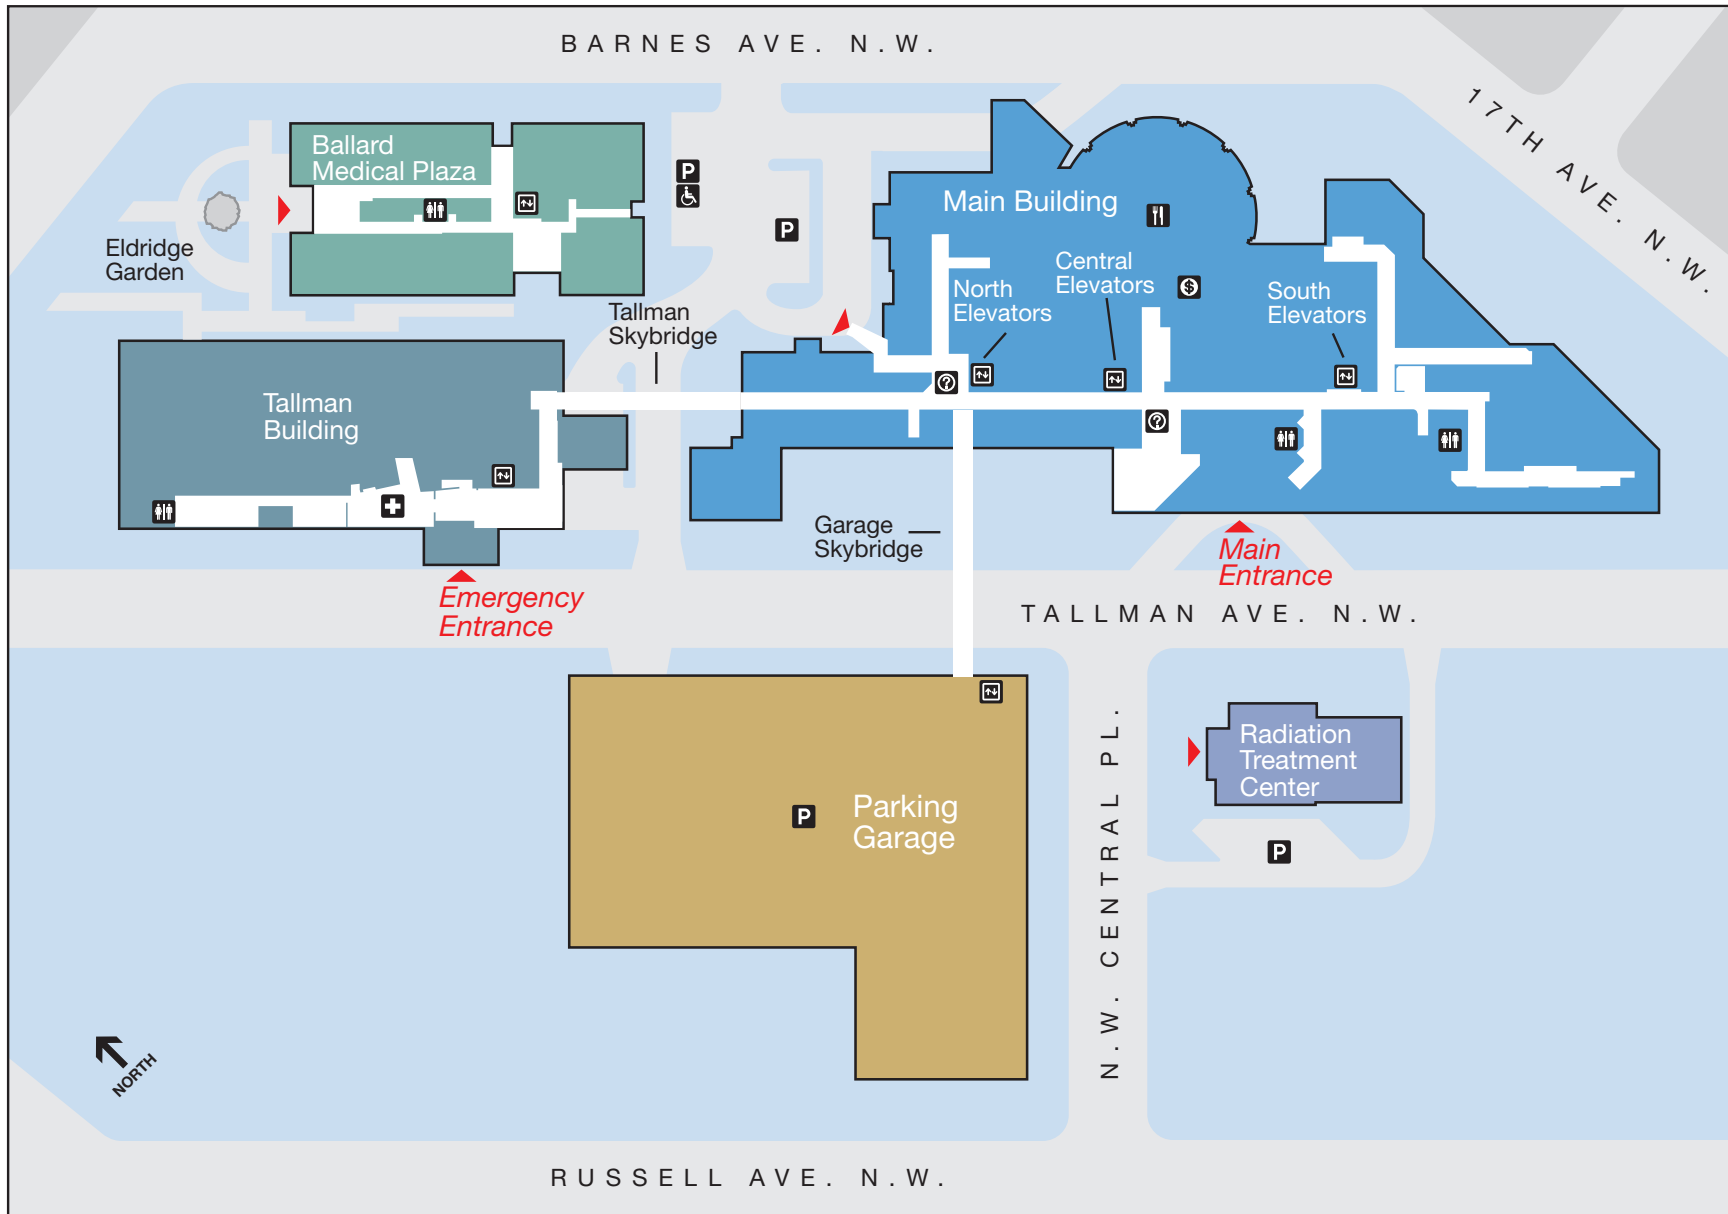 BARNES AVE. N.W.
17TH AVE. N.W.
Ballard
Medical Plaza
P
P
Main Building
Eldridge
Garden
Central
Elevators
North
Elevators
South
Elevators
$
Tallman
Skybridge
?
?
Tallman
Building
Garage
Skybridge
Main
Entrance
Emergency
Entrance
TALLMAN AVE. N.W.
N.W. CENTRAL PL.
Radiation
Treatment
Center
P
Parking
Garage
P
NORTH
RUSSELL AVE. N.W.